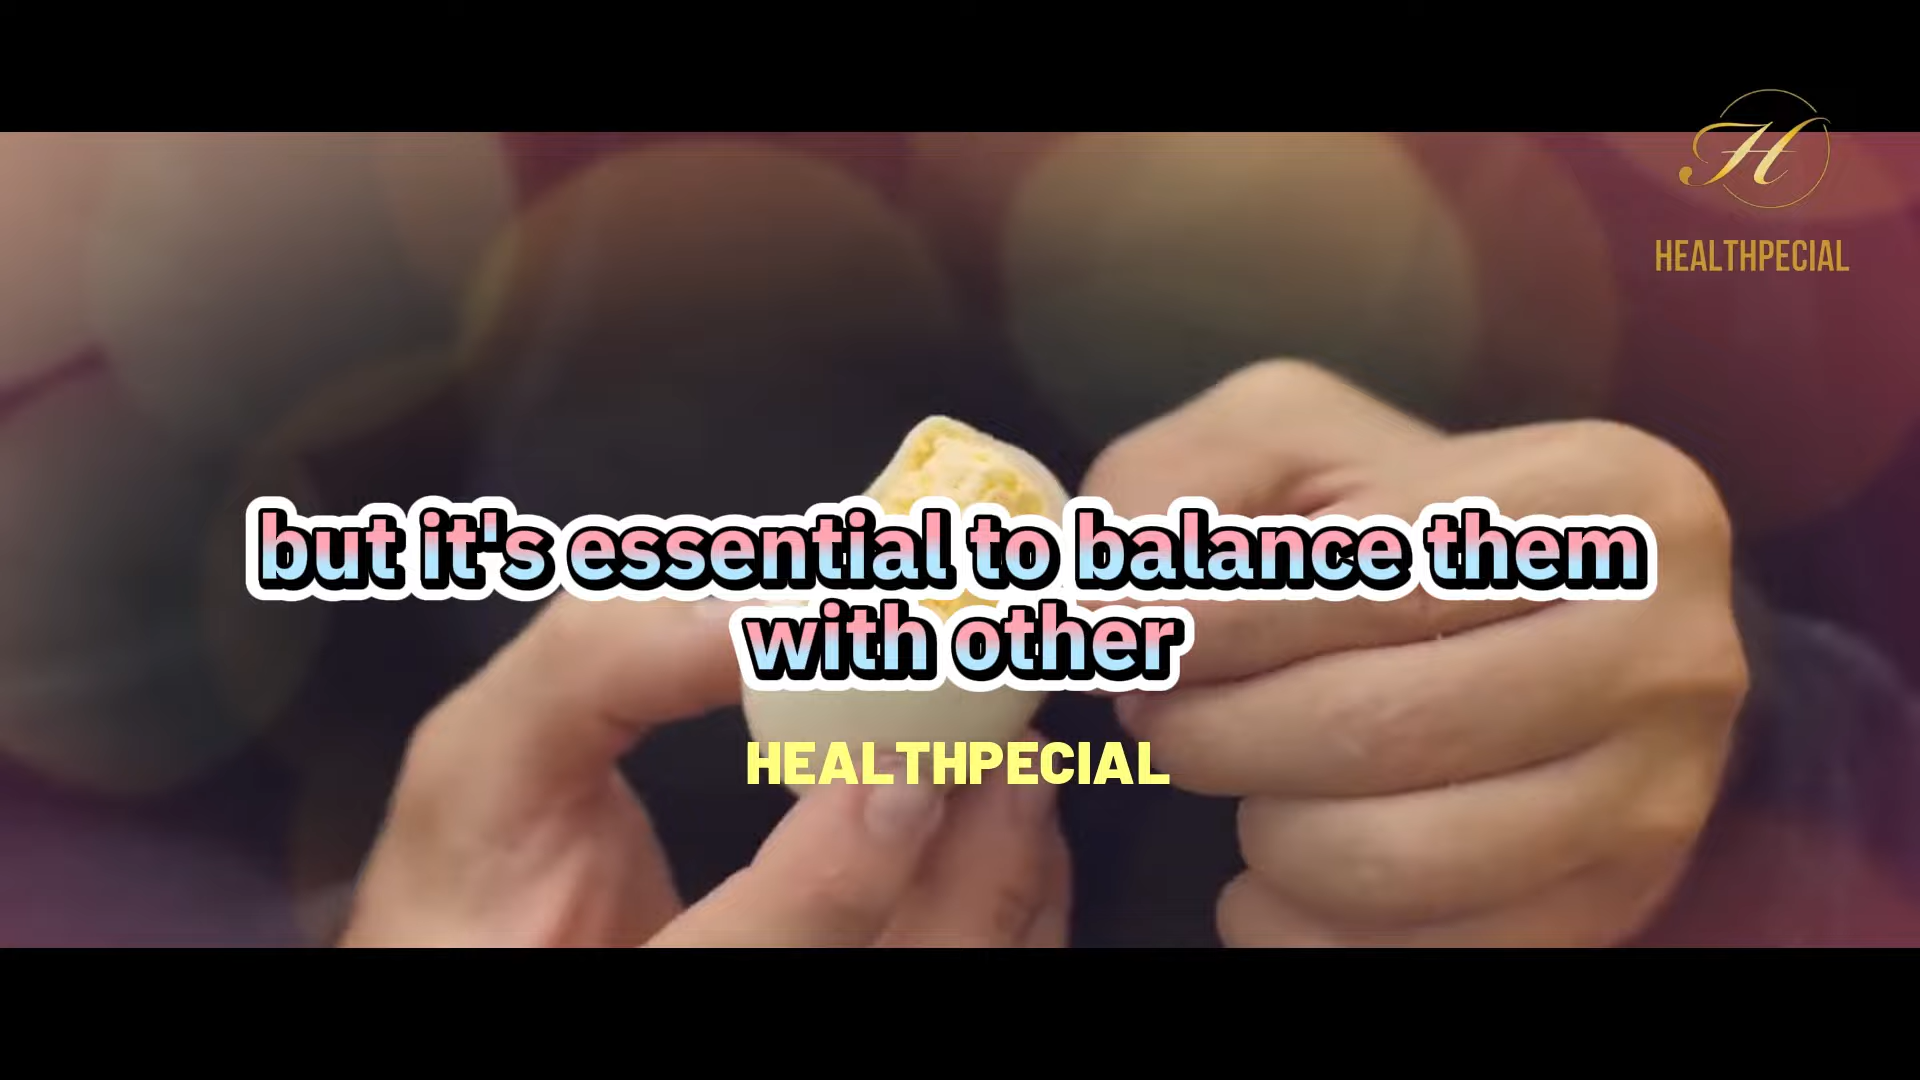 H
HEALTHPECIAL
but it's essential to balance them
with other
HEALTHPECIAL